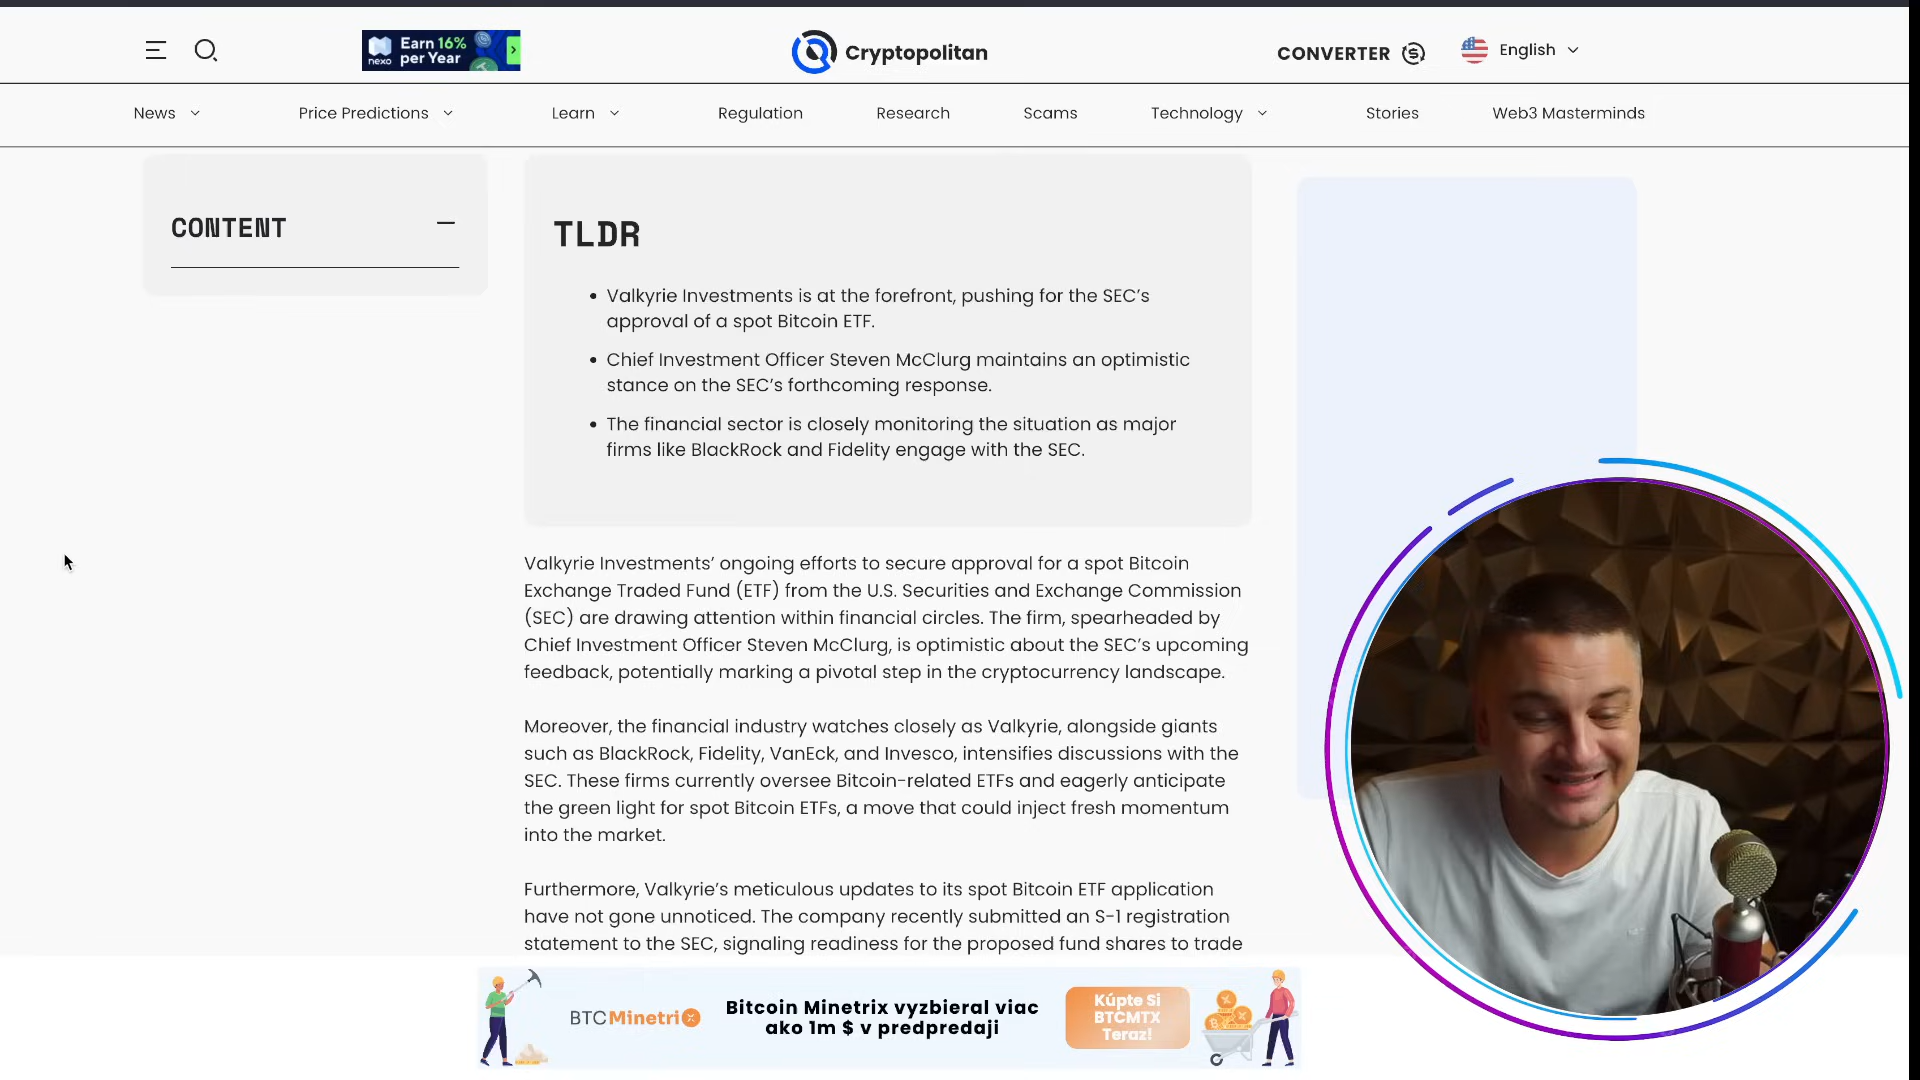 nexo
Earn 16%
per Year
Cryptopolitan
CONVERTER
English
News
Price Predictions
Learn
Regulation
Research
Scams
Technology
Stories
Web3 Masterminds
CONTENT
TLDR
• Valkyrie Investments is at the forefront, pushing for the SEC’s
approval of a spot Bitcoin ETF.
• Chief Investment Officer Steven McClurg maintains an optimistic
stance on the SEC’s forthcoming response.
• The financial sector is closely monitoring the situation as major
firms like BlackRock and Fidelity engage with the SEC.
Valkyrie Investments’ ongoing efforts to secure approval for a spot Bitcoin
Exchange Traded Fund (ETF) from the U.S. Securities and Exchange Commission
(SEC) are drawing attention within financial circles. The firm, spearheaded by
Chief Investment Officer Steven McClurg, is optimistic about the SEC’s upcoming
feedback, potentially marking a pivotal step in the cryptocurrency landscape.
Moreover, the financial industry watches closely as Valkyrie, alongside giants
such as BlackRock, Fidelity, VanEck, and Invesco, intensifies discussions with the
SEC. These firms currently oversee Bitcoin-related ETFs and eagerly anticipate
the green light for spot Bitcoin ETFs, a move that could inject fresh momentum
into the market.
Furthermore, Valkyrie’s meticulous updates to its spot Bitcoin ETF application
have not gone unnoticed. The company recently submitted an S-1 registration
statement to the SEC, signaling readiness for the proposed fund shares to trade
BTCMinetrix
Bitcoin Minetrix vyzbieral viac
ako 1m $ v predpredaji
Kúpte Si
BTCMTX
Teraz!